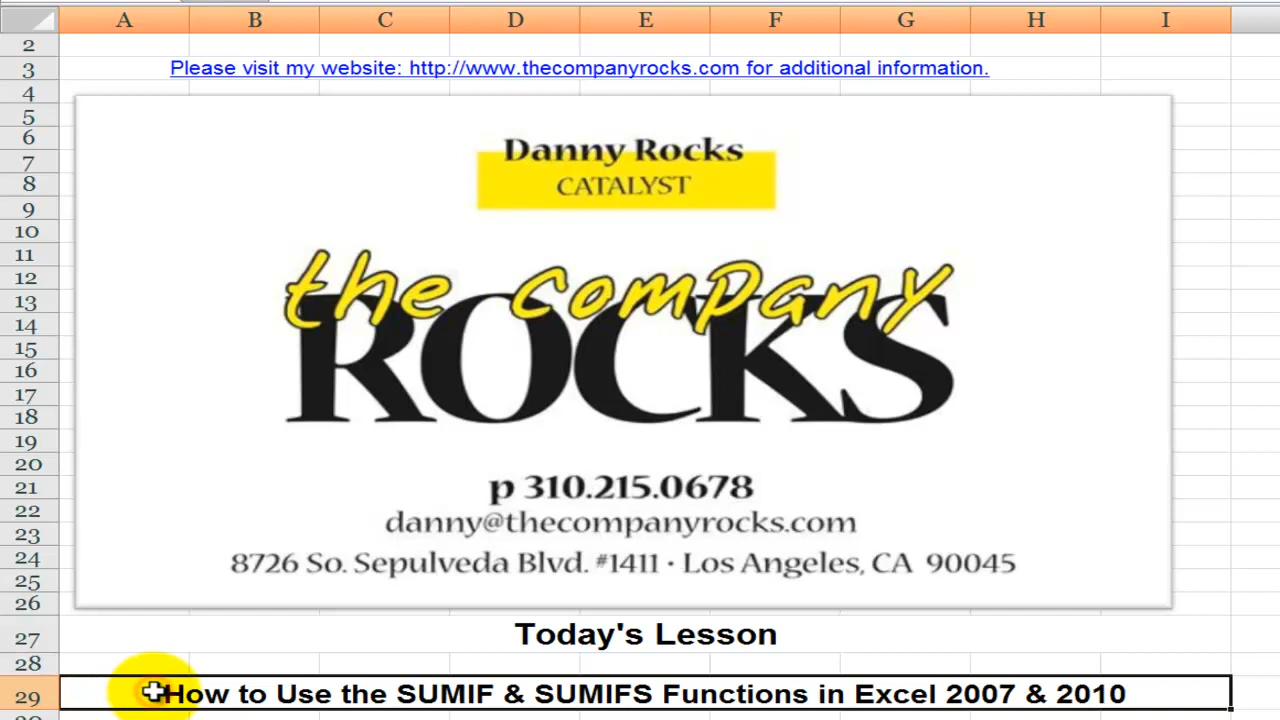 A B C D E F G H I
2
3 Please visit my website: http://www.thecompanyrocks.com for additional information.
4
5
6
Danny Rocks
7
8 CATALYST
9
10
11
12
the company
13
14
15
ROCKS
16
17
18
19
20
21 p 310.215.0678
22
danny@thecompanyrocks.com
23
24 8726 So. Sepulveda Blvd. #1411 · Los Angeles, CA 90045
25
26
27 Today's Lesson
28
29 How to Use the SUMIF & SUMIFS Functions in Excel 2007 & 2010